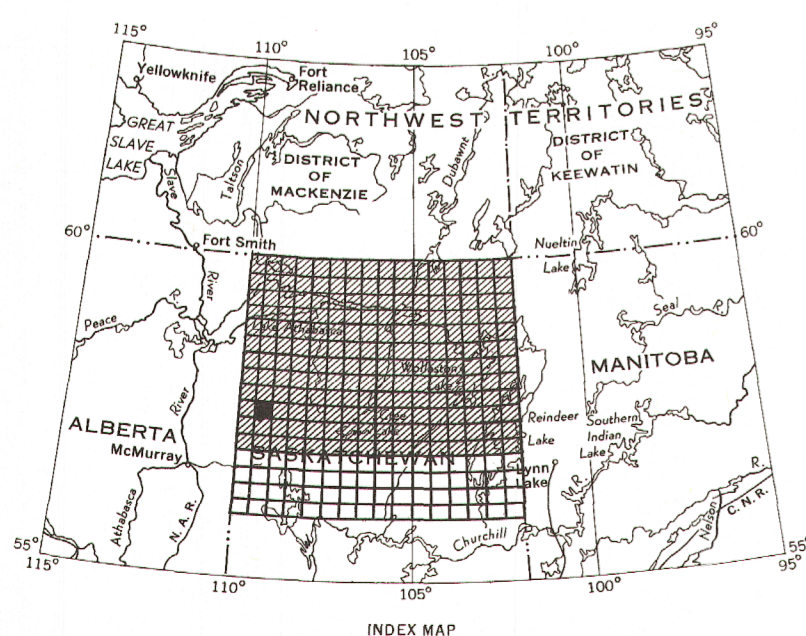 115°
110°
105°
100°
95°
Yellowknife
Fort
Reliance
R.
GREAT
SLAVE
LAKE
NORTHWEST TERRITORIES
R.
DISTRICT
OF
MACKENZIE
DISTRICT
OF
KEEWATIN
Dubawnt
Taltson
Slave
60°
Fort Smith
Nueltin
Lake
60°
River
R.
Peace
Lake Athabasca
Seal
R.
Wollaston
Lake
MANITOBA
River
Cree
Lake
Reindeer
Lake
Southern
Indian
Lake
ALBERTA
McMurray
SASKATCHEWAN
Lynn
Lake
R.
Athabasca
N.A.R.
Churchill
Nelson
C.N.R.
55°
115°
110°
105°
100°
55°
95°
INDEX MAP